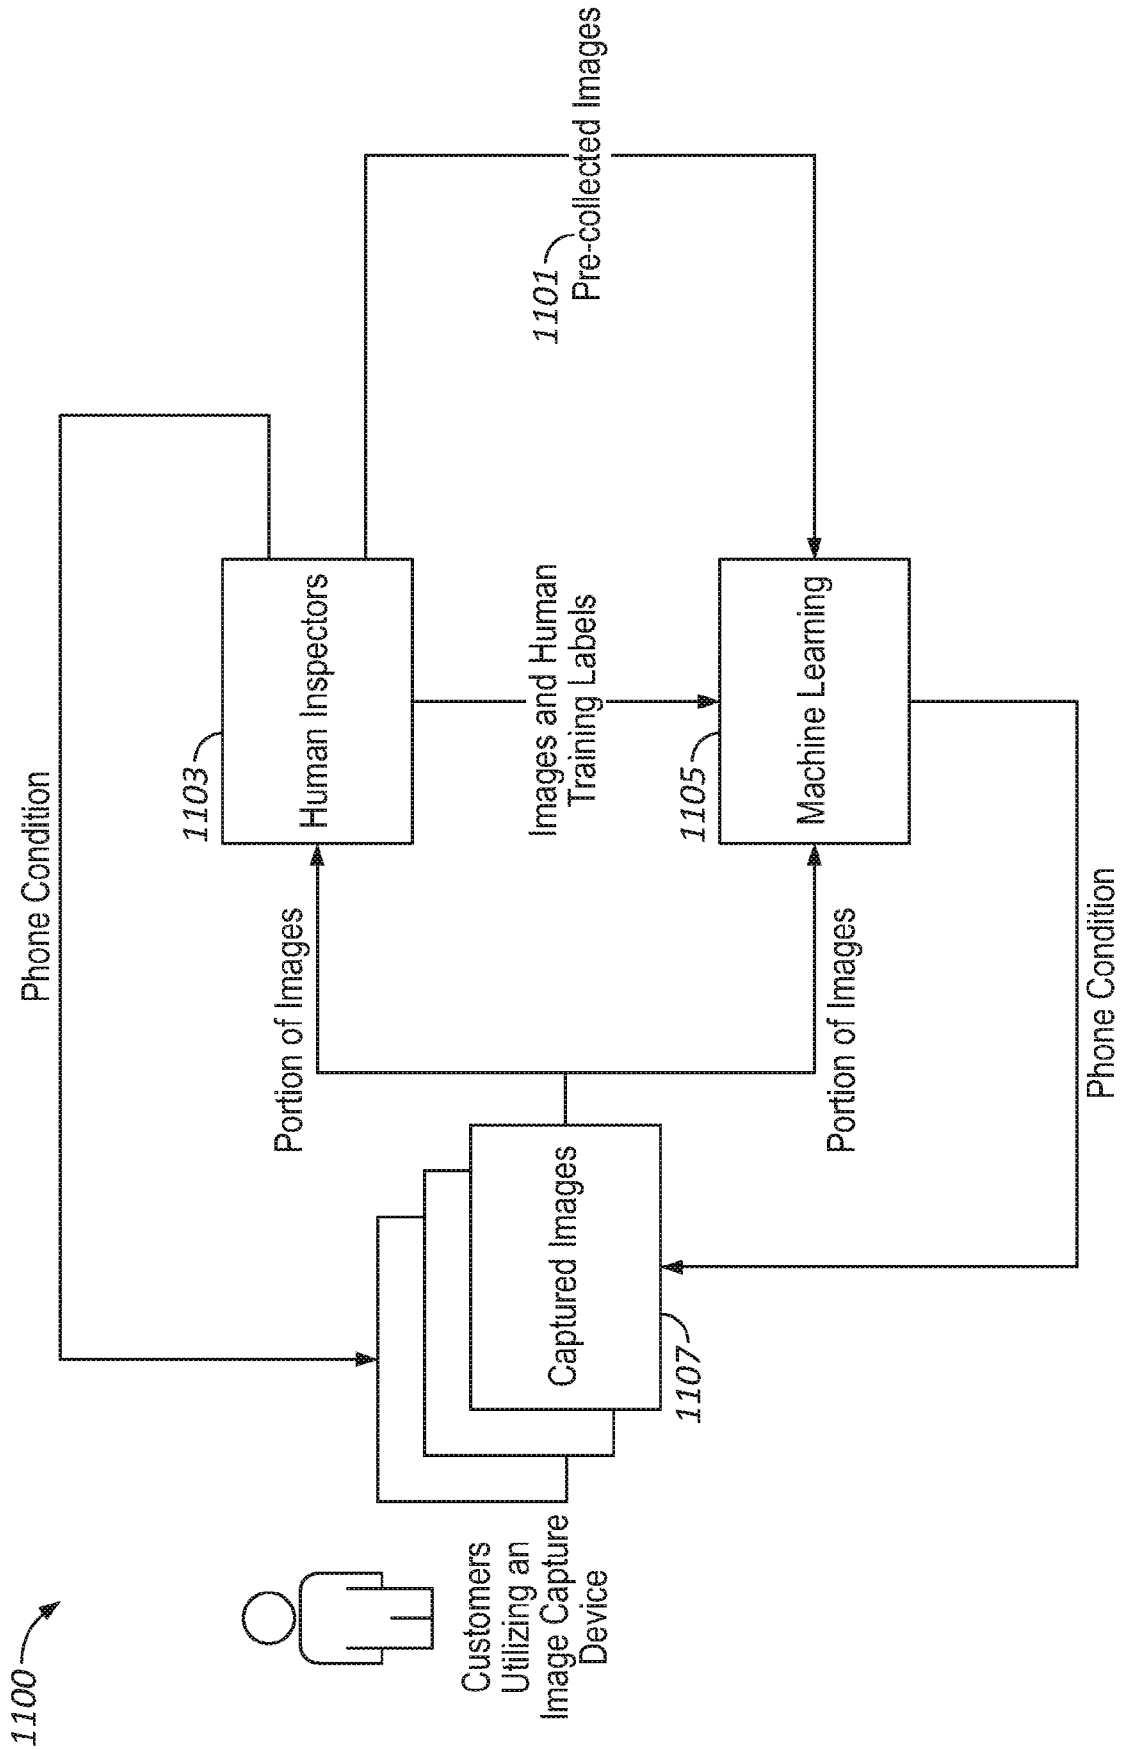 1100
Customers
Utilizing an
Image Capture
Device
Phone Condition
Captured Images
1107
Portion of Images
Portion of Images
Phone Condition
1103
Human Inspectors
Images and Human
Training Labels
1105
Machine Learning
1101
Pre-collected Images